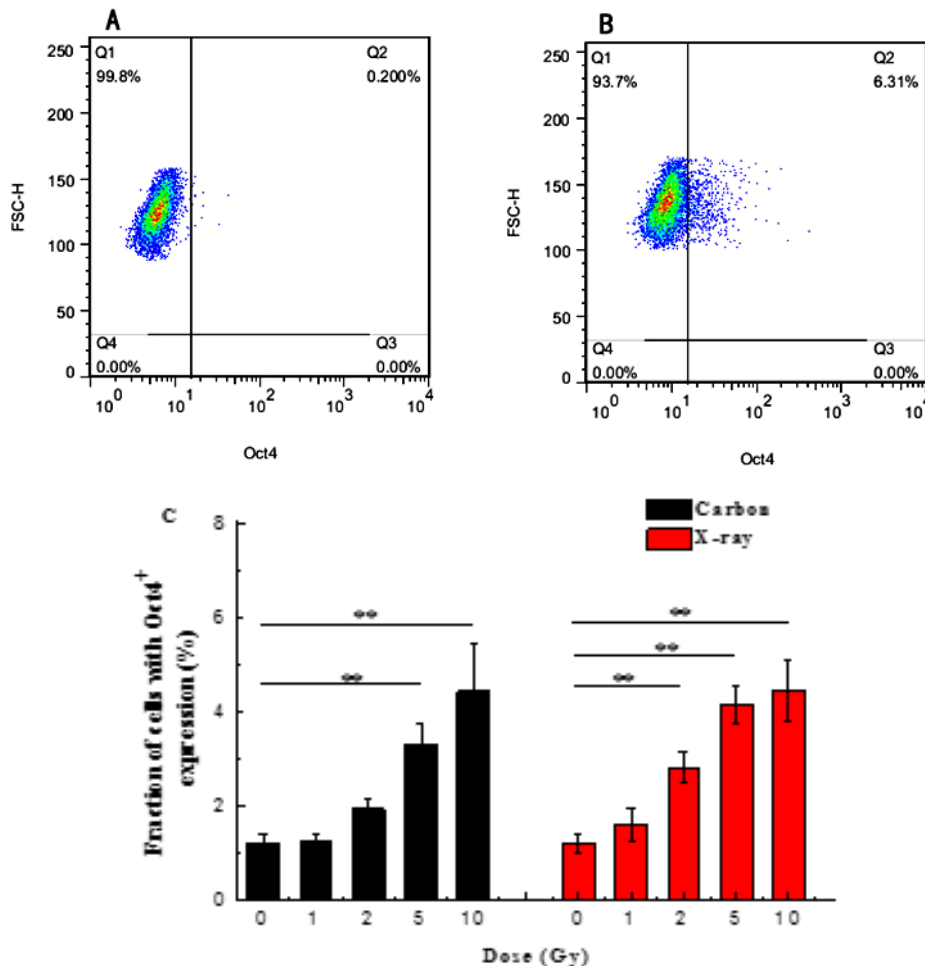 A
Q1
Q2
99.8%
0.200%
250
200
150
100
50
0
FSC-H
Q4
Q3
0.00%
0.00%
10^0 10^1 10^2 10^3 10^4
Oct4
B
Q1
Q2
93.7%
6.31%
250
200
150
100
50
0
FSC-H
Q4
Q3
0.00%
0.00%
10^0 10^1 10^2 10^3 10^4
Oct4
C
Carbon
X-ray
Fraction of cells with Oct4+
expression (%)
8
6
4
2
0
**
**
**
**
**
0 1 2 5 10 0 1 2 5 10
Dose (Gy)